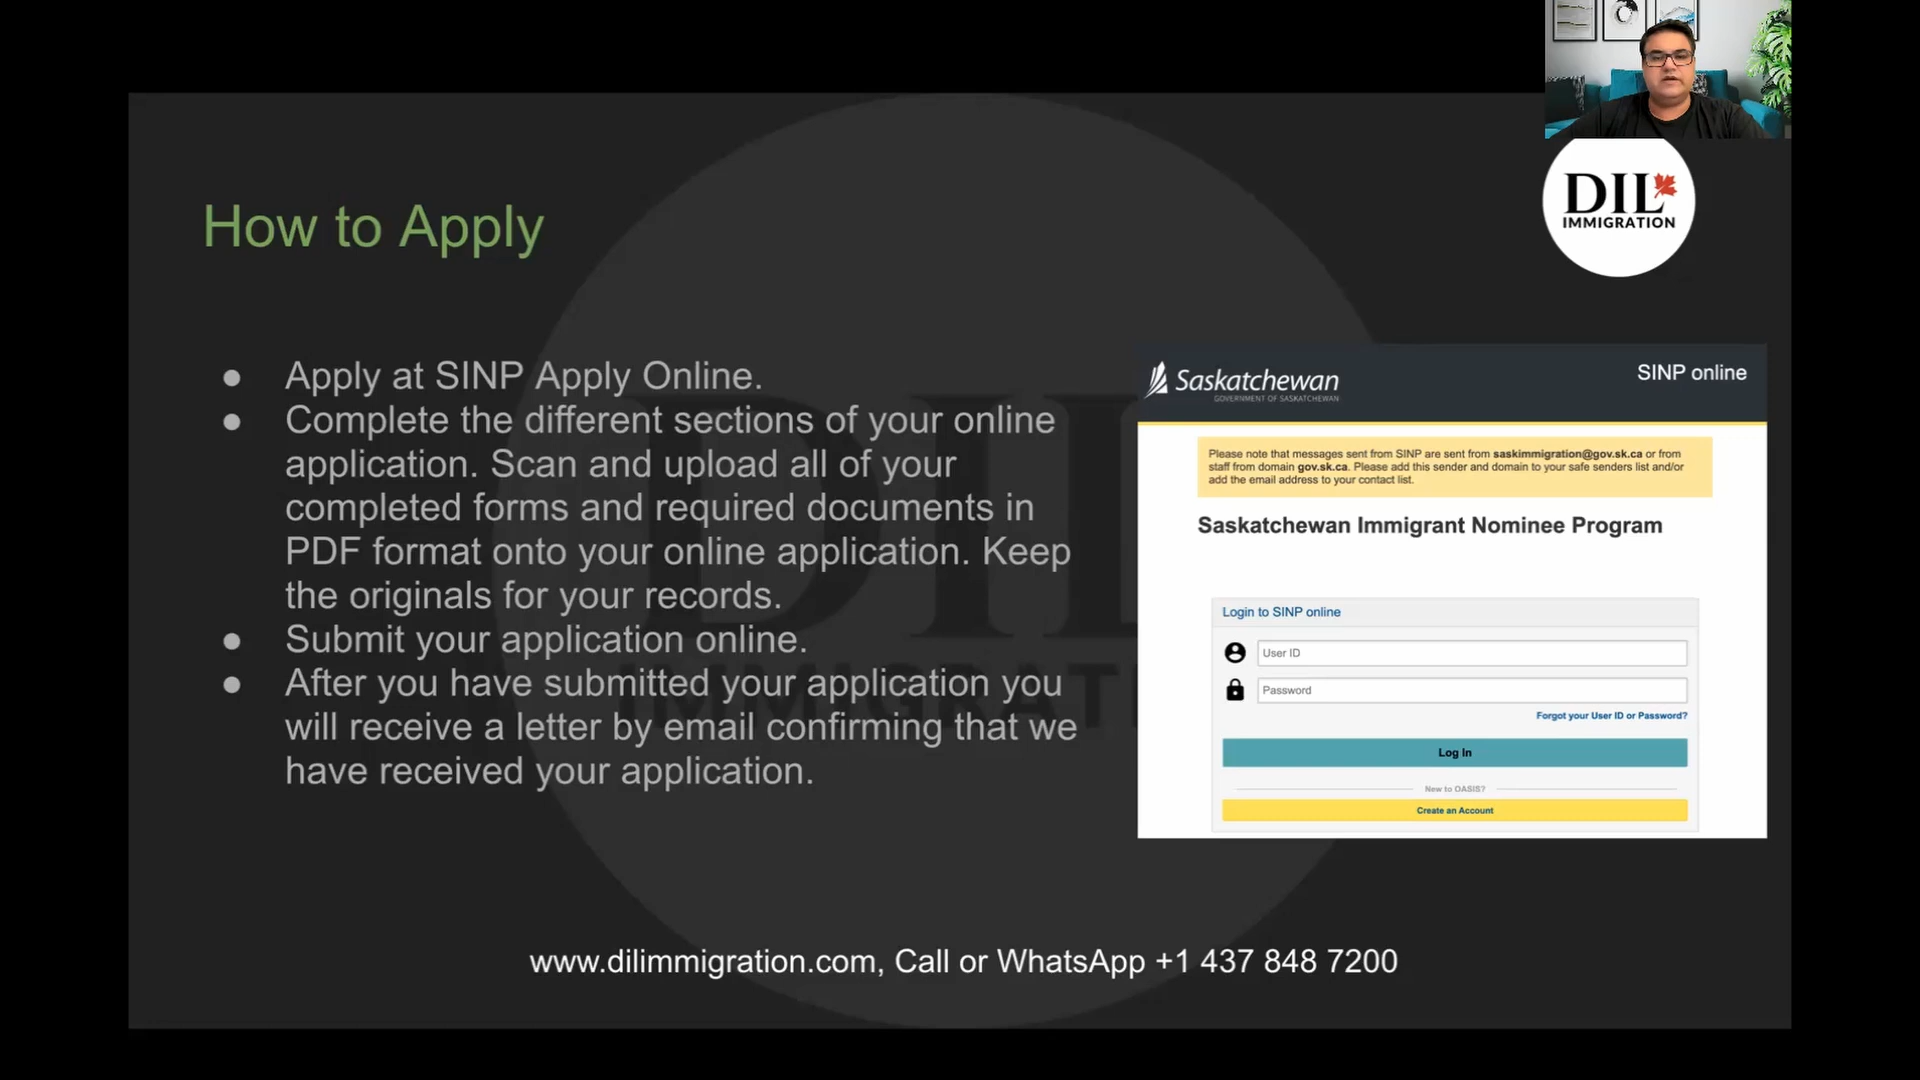 DIL
IMMIGRATION
How to Apply
● Apply at SINP Apply Online.
● Complete the different sections of your online
application. Scan and upload all of your
completed forms and required documents in
PDF format onto your online application. Keep
the originals for your records.
● Submit your application online.
● After you have submitted your application you
will receive a letter by email confirming that we
have received your application.
Saskatchewan
GOVERNMENT OF SASKATCHEWAN
SINP online
Please note that messages sent from SINP are sent from saskimmigration@gov.sk.ca or from
staff from domain gov.sk.ca. Please add this sender and domain to your safe senders list and/or
add the email address to your contact list.
Saskatchewan Immigrant Nominee Program
Login to SINP online
User ID
Password
Forgot your User ID or Password?
Log In
New to OASIS?
Create an Account
DIL
IMMIGRATI
www.dilimmigration.com, Call or WhatsApp +1 437 848 7200